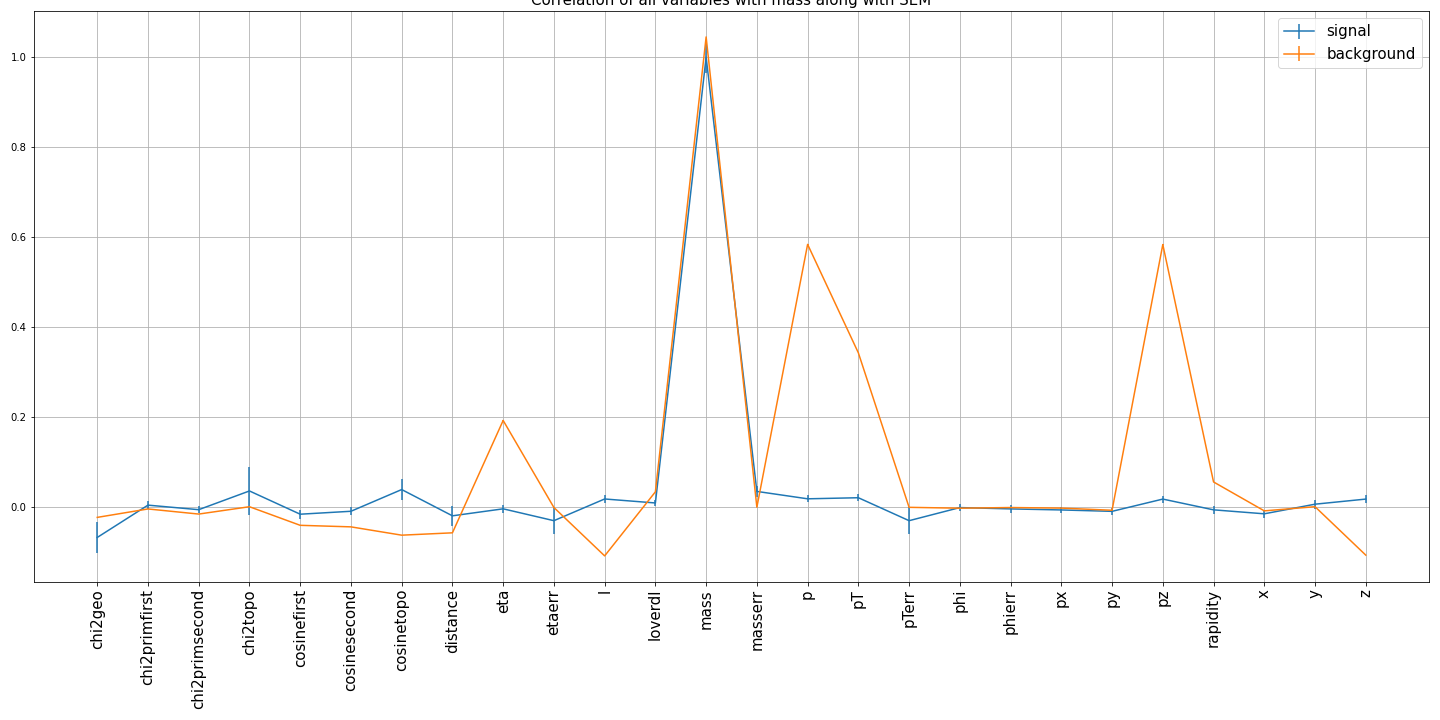 Correlation of all variables with mass along with SEM
signal
background
1.0
0.8
0.6
0.4
0.2
0.0
chi2geo
chi2primfirst
chi2primsecond
chi2topo
cosinefirst
cosinesecond
cosinetopo
distance
eta
etaerr
l
loverdl
mass
masserr
p
pT
pTerr
phi
phierr
px
py
pz
rapidity
x
y
z